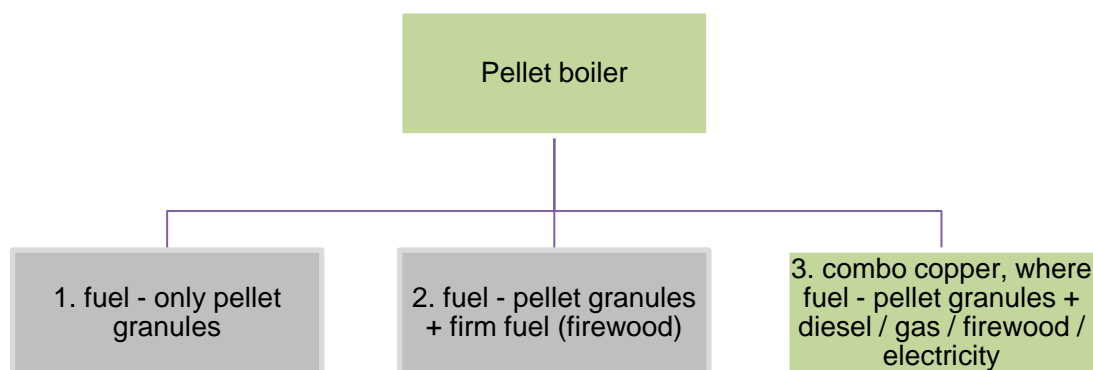 Pellet boiler
1. fuel - only pellet
granules
2. fuel - pellet granules
+ firm fuel (firewood)
3. combo copper, where
fuel - pellet granules +
diesel / gas / firewood /
electricity